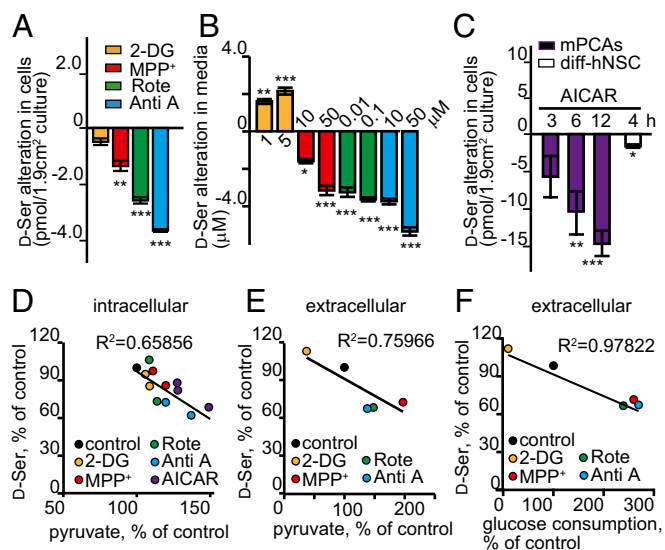 A
2-DG
MPP⁺
Rote
Anti A
D-Ser alteration in cells
(pmol/1.9cm² culture)
2.0
0.0
-2.0
-4.0
**
***
***
B
D-Ser alteration in media
(µM)
4.0
0.0
-4.0
**
***
1
5
10
50
0.01
0.1
10
50
µM
*
***
***
***
***
***
C
mPCAs
diff-hNSC
AICAR
3
6
12
4
h
D-Ser alteration in cells
(pmol/1.9cm² culture)
0
-5
-10
-15
**
***
*
D
intracellular
R²=0.65856
D-Ser, % of control
120
90
60
30
0
control
2-DG
MPP⁺
Rote
Anti A
AICAR
50
100
150
pyruvate, % of control
E
extracellular
R²=0.75966
D-Ser, % of control
120
90
60
30
0
control
2-DG
Rote
MPP⁺
Anti A
0
100
200
pyruvate, % of control
F
extracellular
R²=0.97822
D-Ser, % of control
120
90
60
30
0
control
2-DG
Rote
MPP⁺
Anti A
0
100
200
300
glucose consumption,
% of control